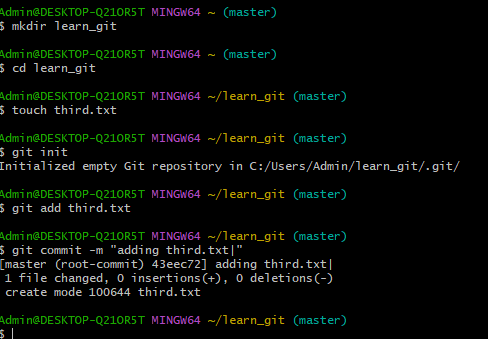 Admin@DESKTOP-Q21OR5T MINGW64 ~ (master)
$ mkdir learn_git
Admin@DESKTOP-Q21OR5T MINGW64 ~ (master)
$ cd learn_git
Admin@DESKTOP-Q21OR5T MINGW64 ~/learn_git (master)
$ touch third.txt
Admin@DESKTOP-Q21OR5T MINGW64 ~/learn_git (master)
$ git init
Initialized empty Git repository in C:/Users/Admin/learn_git/.git/
Admin@DESKTOP-Q21OR5T MINGW64 ~/learn_git (master)
$ git add third.txt
Admin@DESKTOP-Q21OR5T MINGW64 ~/learn_git (master)
$ git commit -m "adding third.txt|"
[master (root-commit) 43eec72] adding third.txt|
1 file changed, 0 insertions(+), 0 deletions(-)
create mode 100644 third.txt
Admin@DESKTOP-Q21OR5T MINGW64 ~/learn_git (master)
$